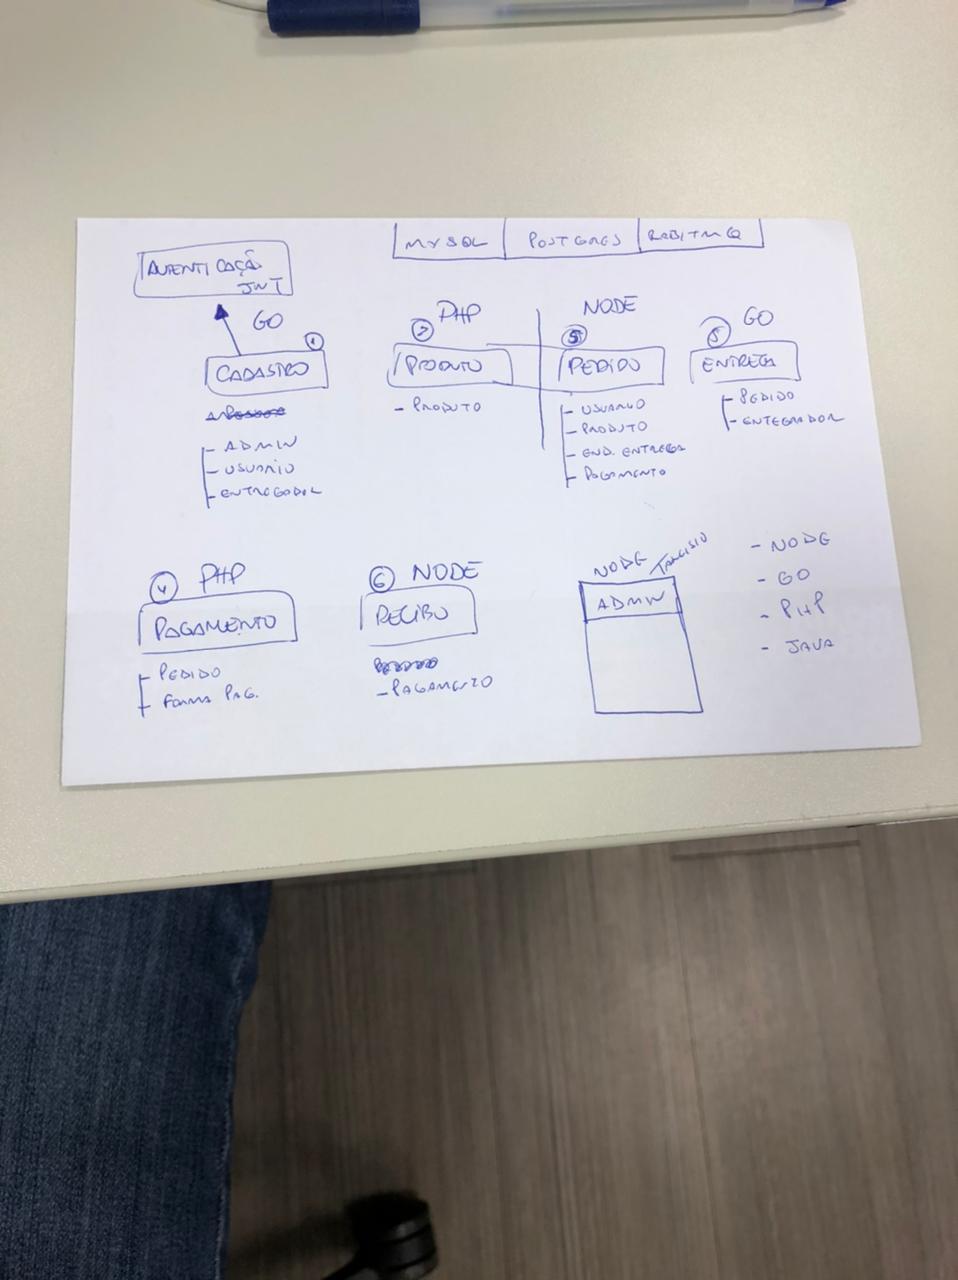 MYSQL POSTGRES RABITMQ
AUTENTICAÇÃO
JWT
GO
1
CADASTRO
- ADMIN
- USUARIO
- ENTREGADOR
PHP
2
PRODUTO
- PRODUTO
NODE
PEDIDO
- USUARIO
- PRODUTO
- END. ENTREGA
- PAGAMENTO
GO
5
ENTREGA
- PEDIDO
- ENTEGADOR
4 PHP
PAGAMENTO
- PEDIDO
- FORMA PAG.
6 NODE
RECIBO
- PAGAMENTO
NODE
TARCISIO
ADMIN
- NODE
- GO
- PHP
- JAVA